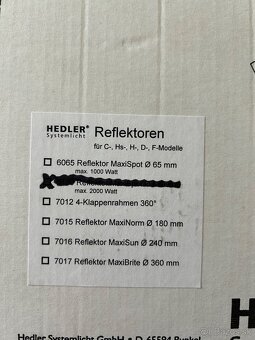 HEDLER® Reflektoren
Systemlicht
für C-, Hs-, H-, D-, F-Modelle
6065 Reflektor MaxiSpot Ø 65 mm
max. 1000 Watt
max. 2000 Watt
7012 4-Klappenrahmen 360°
7015 Reflektor MaxiNorm Ø 180 mm
7016 Reflektor MaxiSun Ø 240 mm
7017 Reflektor MaxiBrite Ø 360 mm
H
Hedler Systemlicht GmbH • D-65594 Runkel